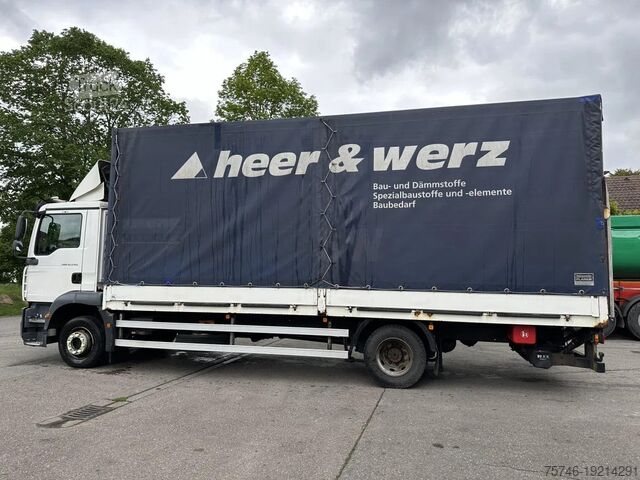 heer & werz
Bau- und Dämmstoffe
Spezialbaustoffe und -elemente
Baubedarf
75746-19214291